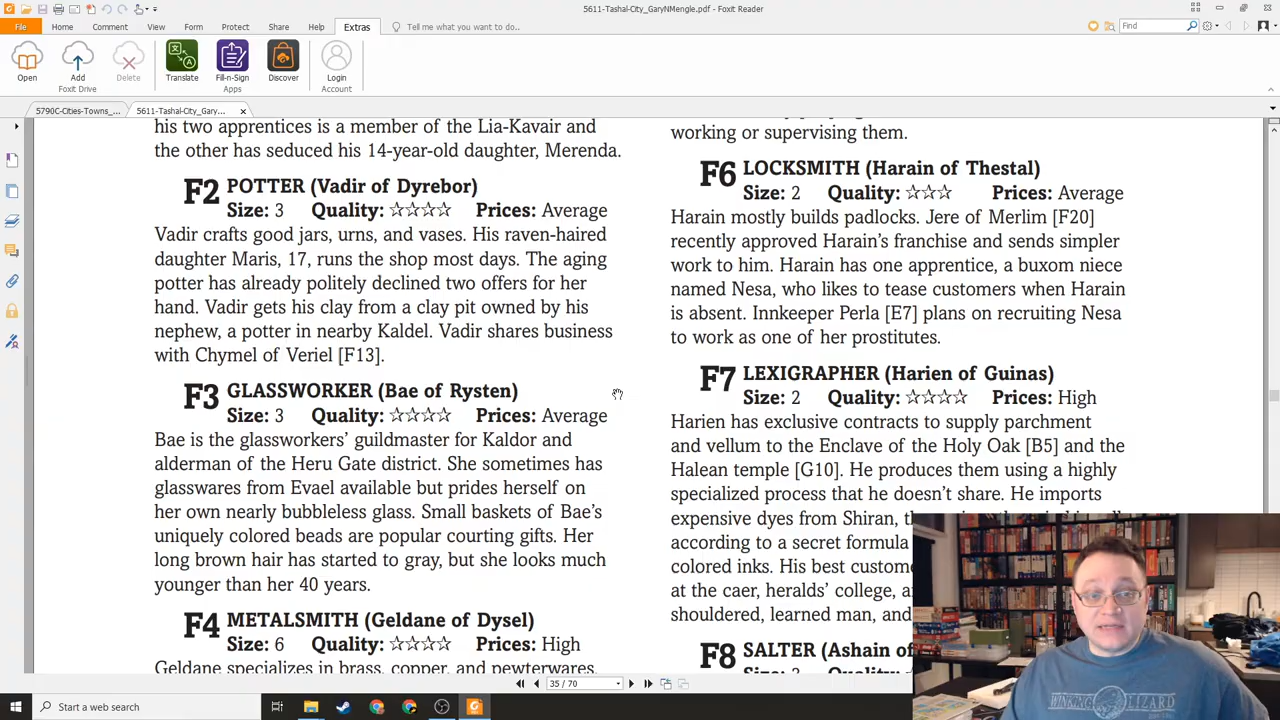 5611-Tashal-City_GaryNMengle.pdf - Foxit Reader
File Home Comment View Form Protect Share Help Extras Tell me what you want to do... Find
Open Add Delete Translate Fill-n-Sign Discover Login
Foxit Drive Apps Account
5790C-Cities-Towns_... 5611-Tashal-City_Gary...
his two apprentices is a member of the Lia-Kavair and
the other has seduced his 14-year-old daughter, Merenda.
F2 POTTER (Vadir of Dyrebor)
Size: 3 Quality: ☆☆☆☆ Prices: Average
Vadir crafts good jars, urns, and vases. His raven-haired
daughter Maris, 17, runs the shop most days. The aging
potter has already politely declined two offers for her
hand. Vadir gets his clay from a clay pit owned by his
nephew, a potter in nearby Kaldel. Vadir shares business
with Chymel of Veriel [F13].
F3 GLASSWORKER (Bae of Rysten)
Size: 3 Quality: ☆☆☆☆ Prices: Average
Bae is the glassworkers' guildmaster for Kaldor and
alderman of the Heru Gate district. She sometimes has
glasswares from Evael available but prides herself on
her own nearly bubbleless glass. Small baskets of Bae's
uniquely colored beads are popular courting gifts. Her
long brown hair has started to gray, but she looks much
younger than her 40 years.
F4 METALSMITH (Geldane of Dysel)
Size: 6 Quality: ☆☆☆☆ Prices: High
Geldane specializes in brass, copper, and pewterwares.
working or supervising them.
F6 LOCKSMITH (Harain of Thestal)
Size: 2 Quality: ☆☆☆ Prices: Average
Harain mostly builds padlocks. Jere of Merlim [F20]
recently approved Harain's franchise and sends simpler
work to him. Harain has one apprentice, a buxom niece
named Nesa, who likes to tease customers when Harain
is absent. Innkeeper Perla [E7] plans on recruiting Nesa
to work as one of her prostitutes.
F7 LEXIGRAPHER (Harien of Guinas)
Size: 2 Quality: ☆☆☆☆ Prices: High
Harien has exclusive contracts to supply parchment
and vellum to the Enclave of the Holy Oak [B5] and the
Halean temple [G10]. He produces them using a highly
specialized process that he doesn't share. He imports
expensive dyes from Shiran,
according to a secret formula
colored inks. His best
at the caer, heralds' college,
shouldered, learned man, and
F8 SALTER (Ashain
35 / 70
Start a web search
WINKING LIZARD